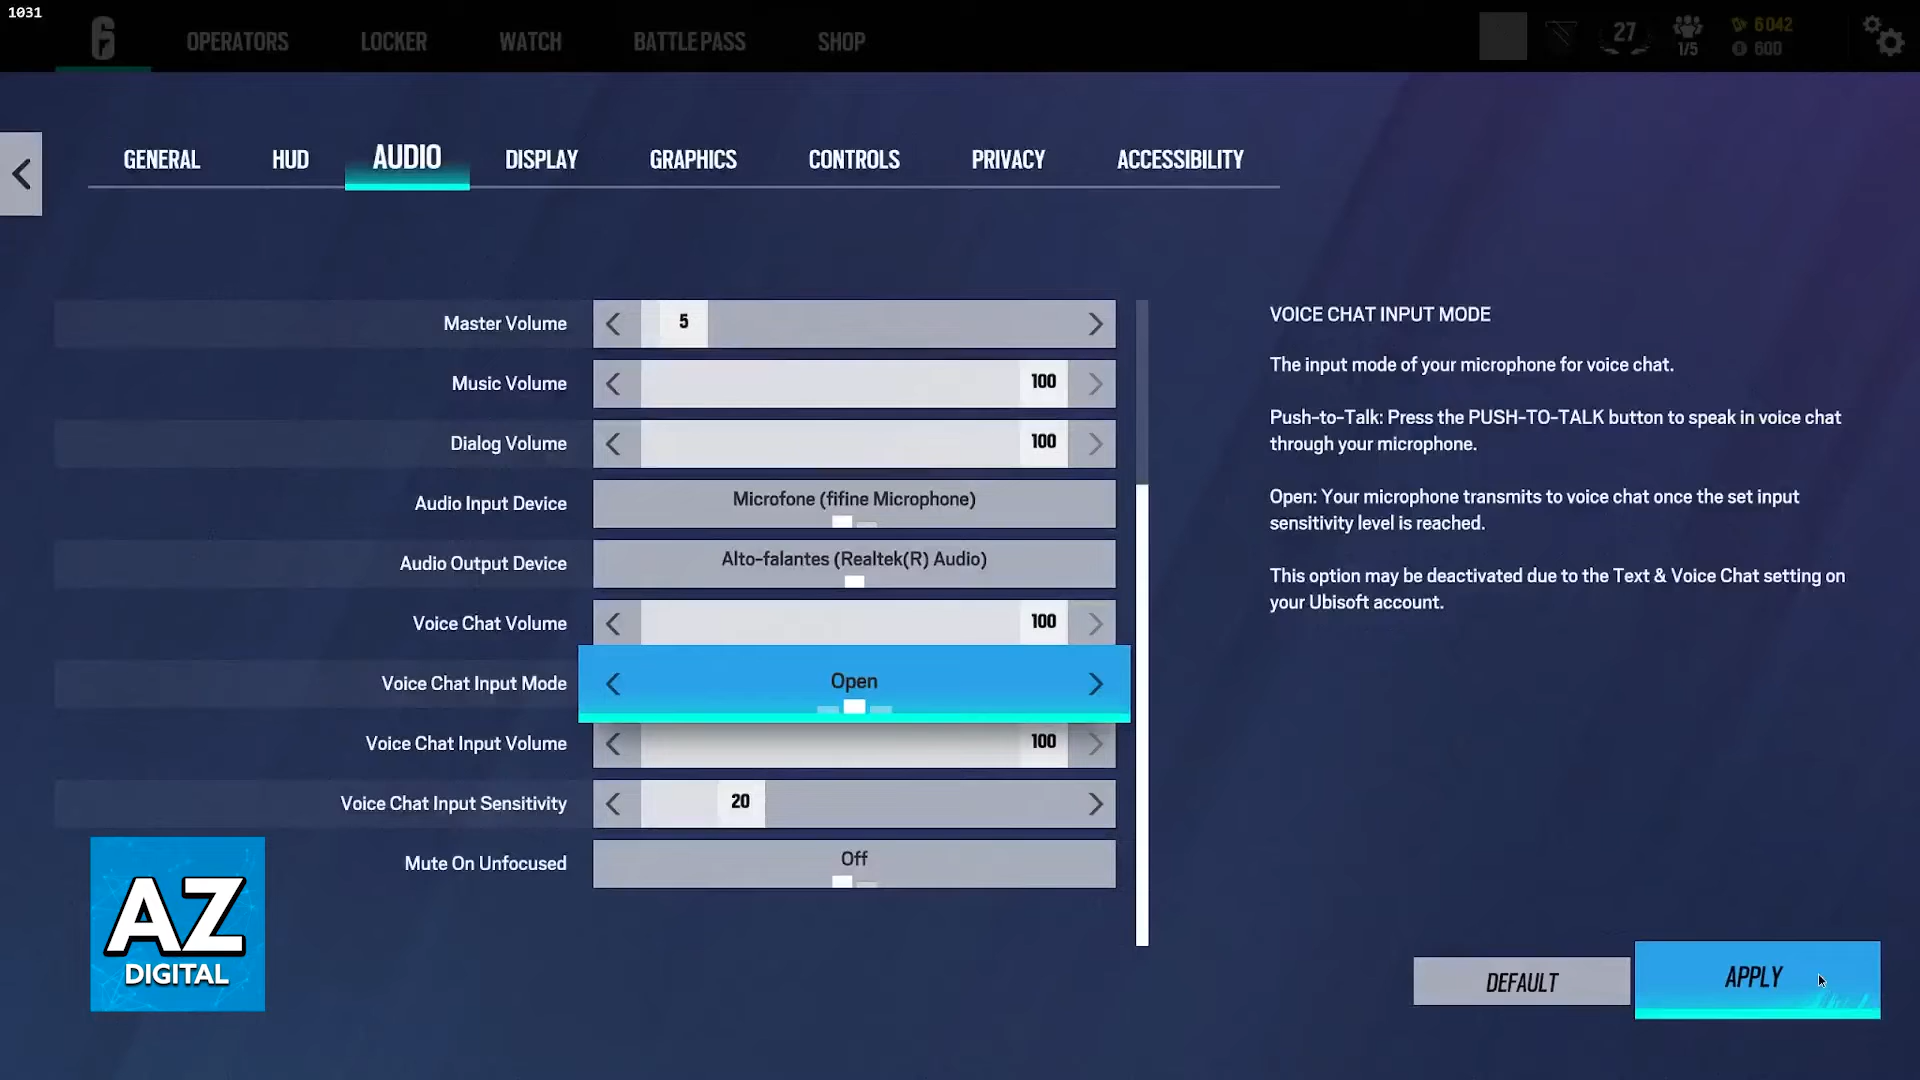 1031
OPERATORS
LOCKER
WATCH
BATTLE PASS
SHOP
27
1/5
6042
600
GENERAL
HUD
AUDIO
DISPLAY
GRAPHICS
CONTROLS
PRIVACY
ACCESSIBILITY
Master Volume
5
Music Volume
100
Dialog Volume
100
Audio Input Device
Microfone (fifine Microphone)
Audio Output Device
Alto-falantes (Realtek(R) Audio)
Voice Chat Volume
100
Voice Chat Input Mode
Open
Voice Chat Input Volume
100
Voice Chat Input Sensitivity
20
Mute On Unfocused
Off
VOICE CHAT INPUT MODE
The input mode of your microphone for voice chat.
Push-to-Talk: Press the PUSH-TO-TALK button to speak in voice chat
through your microphone.
Open: Your microphone transmits to voice chat once the set input
sensitivity level is reached.
This option may be deactivated due to the Text & Voice Chat setting on
your Ubisoft account.
AZ
DIGITAL
DEFAULT
APPLY